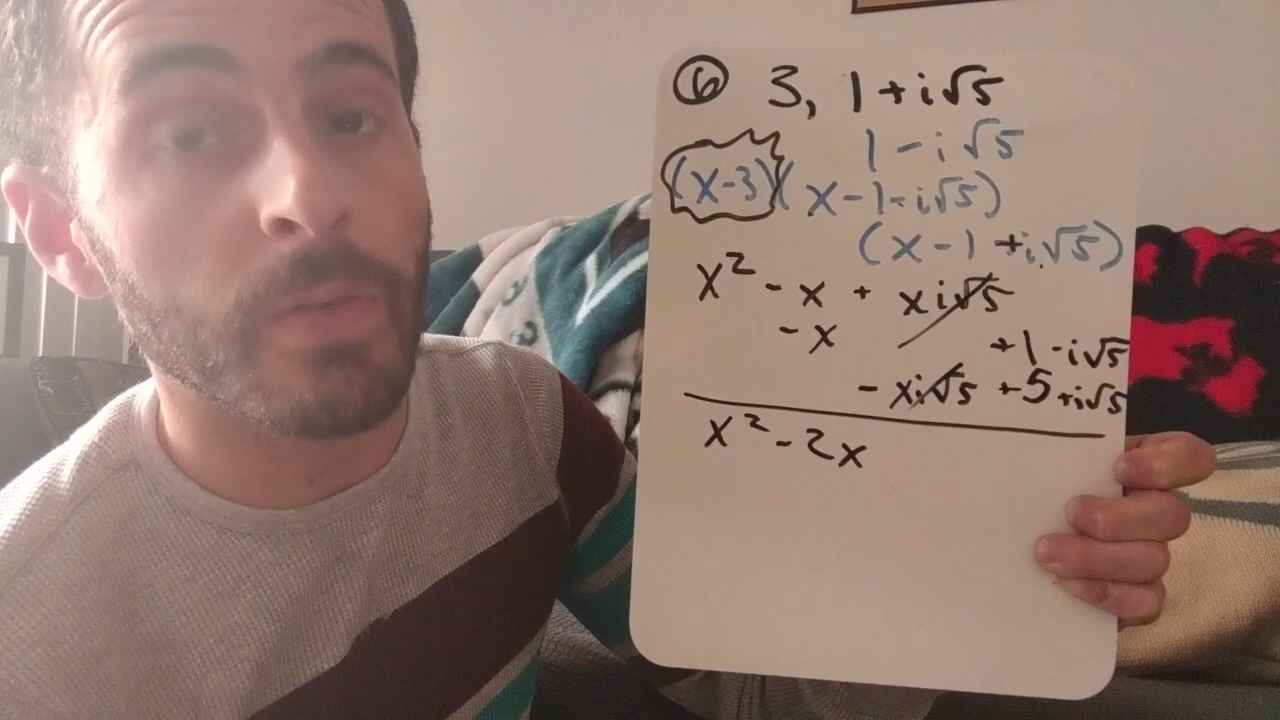 ⑥ 3, 1+i√5
1-i√5
(x-3)(x-1-i√5)
(x-1+i√5)
x² - x + xi√5
-x
+1-i√5
-xi√5 +5+i√5
x²-2x